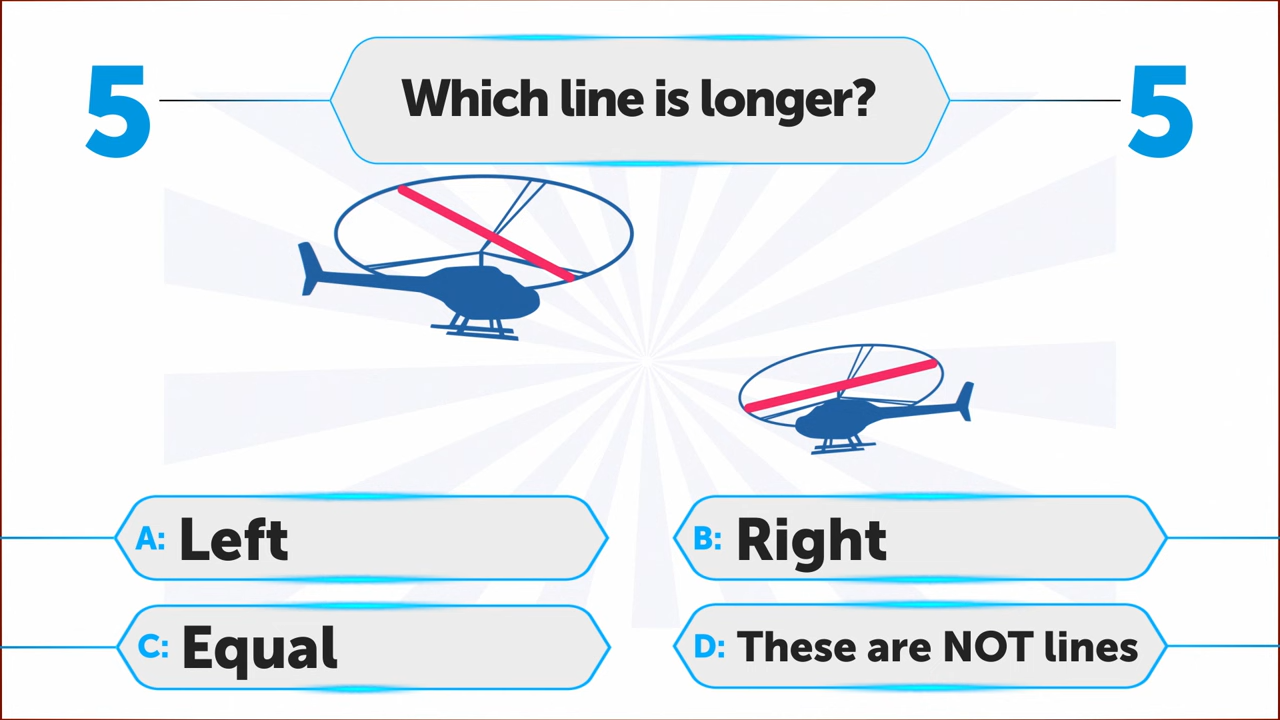 5 Which line is longer? 5
A: Left
B: Right
C: Equal
D: These are NOT lines